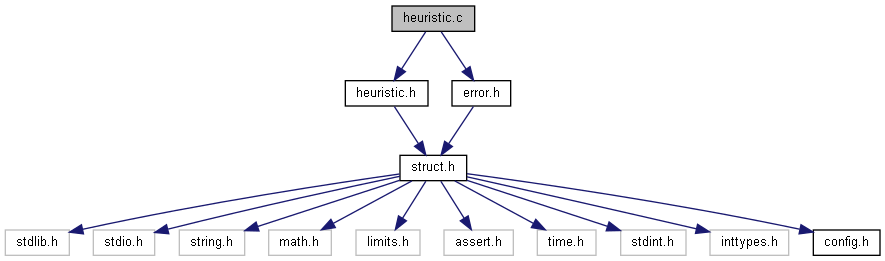 heuristic.c
heuristic.h
error.h
struct.h
stdlib.h
stdio.h
string.h
math.h
limits.h
assert.h
time.h
stdint.h
inttypes.h
config.h